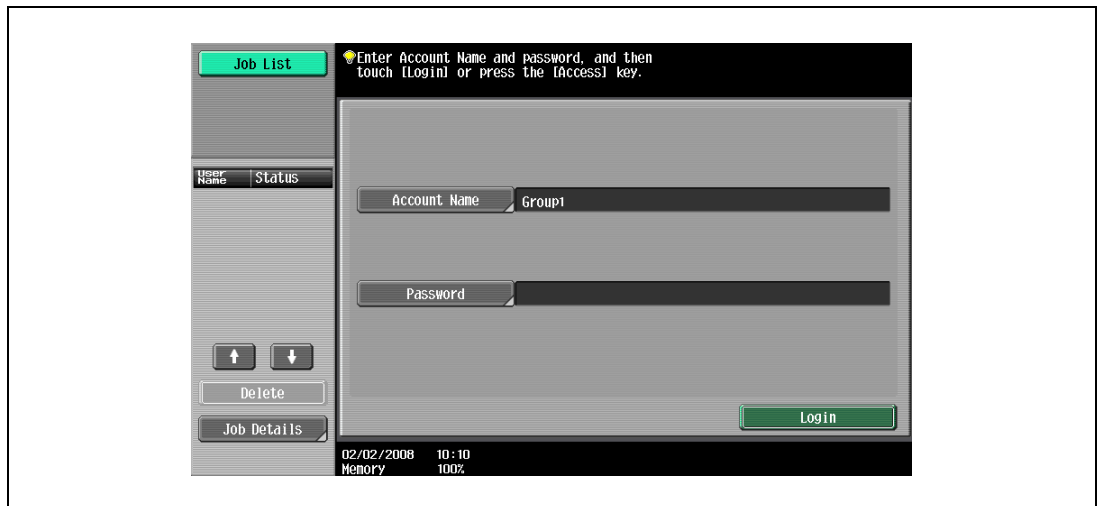 Job List
Enter Account Name and password, and then
touch [Login] or press the [Access] key.
User Name Status
Account Name Group1
Password
Delete
Job Details
Login
02/02/2008 10:10
Memory 100%